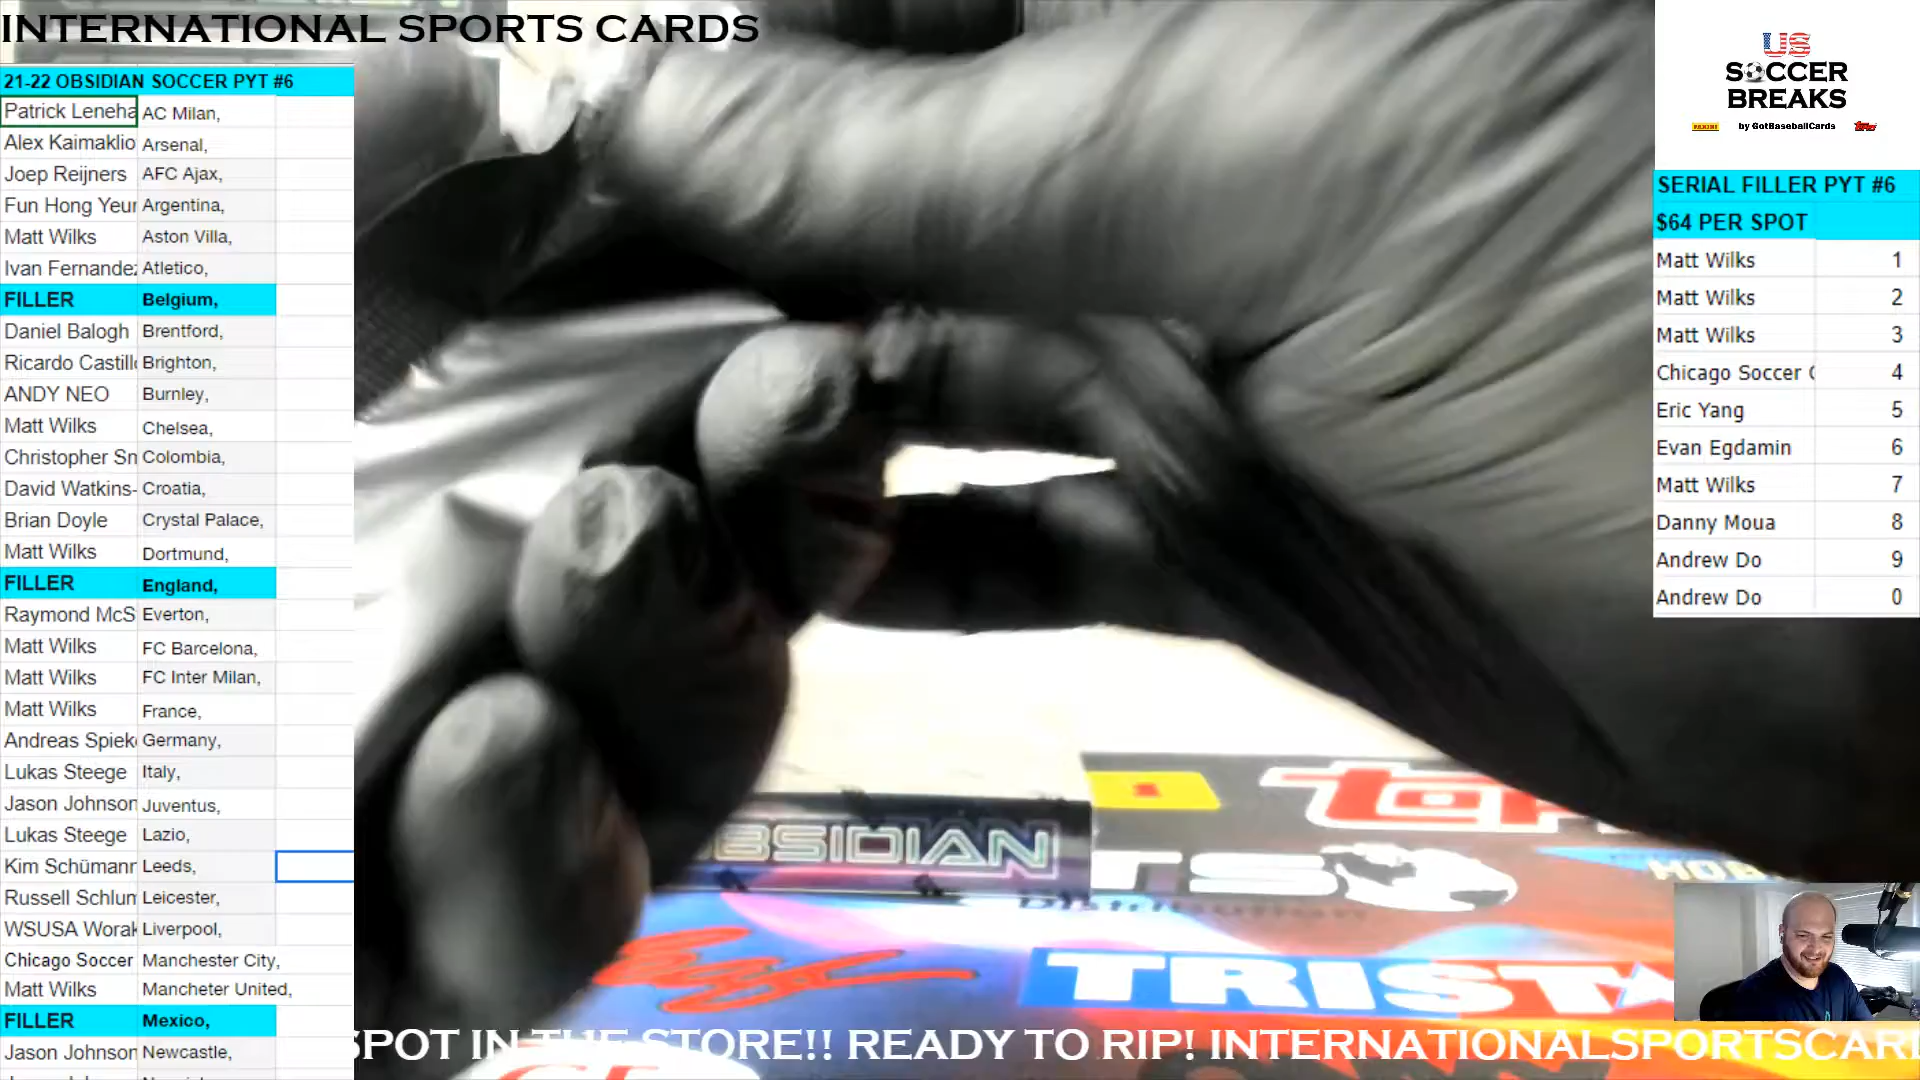 INTERNATIONAL SPORTS CARDS
21-22 OBSIDIAN SOCCER PYT #6
Patrick Leneha AC Milan,
Alex Kaimaklio Arsenal,
Joep Reijners AFC Ajax,
Fun Hong Yeur Argentina,
Matt Wilks Aston Villa,
Ivan Fernandez Atletico,
FILLER Belgium,
Daniel Balogh Brentford,
Ricardo Castill Brighton,
ANDY NEO Burnley,
Matt Wilks Chelsea,
Christopher Sn Colombia,
David Watkins- Croatia,
Brian Doyle Crystal Palace,
Matt Wilks Dortmund,
FILLER England,
Raymond McS Everton,
Matt Wilks FC Barcelona,
Matt Wilks FC Inter Milan,
Matt Wilks France,
Andreas Spiek Germany,
Lukas Steege Italy,
Jason Johnson Juventus,
Lukas Steege Lazio,
Kim Schümann Leeds,
Russell Schlun Leicester,
WSUSA Worak Liverpool,
Chicago Soccer Manchester City,
Matt Wilks Mancheter United,
FILLER Mexico,
Jason Johnson Newcastle,
US
SOCCER
BREAKS
PANINI by GotBaseballCards Topps
SERIAL FILLER PYT #6
$64 PER SPOT
Matt Wilks 1
Matt Wilks 2
Matt Wilks 3
Chicago Soccer 4
Eric Yang 5
Evan Egdamin 6
Matt Wilks 7
Danny Moua 8
Andrew Do 9
Andrew Do 0
OBSIDIAN
TS
Distribution
HOB
TRISTA
SPOT IN THE STORE!! READY TO RIP! INTERNATIONALSPORTSCAR